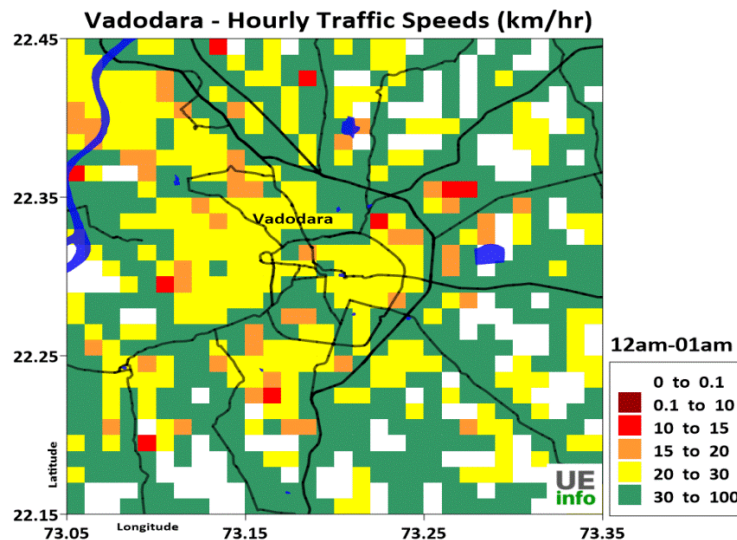 Vadodara - Hourly Traffic Speeds (km/hr)
22.45
22.35
Vadodara
22.25
12am-01am
0 to 0.1
0.1 to 10
10 to 15
15 to 20
20 to 30
30 to 100
Latitude
UE
info
22.15
73.05
Longitude
73.15
73.25
73.35